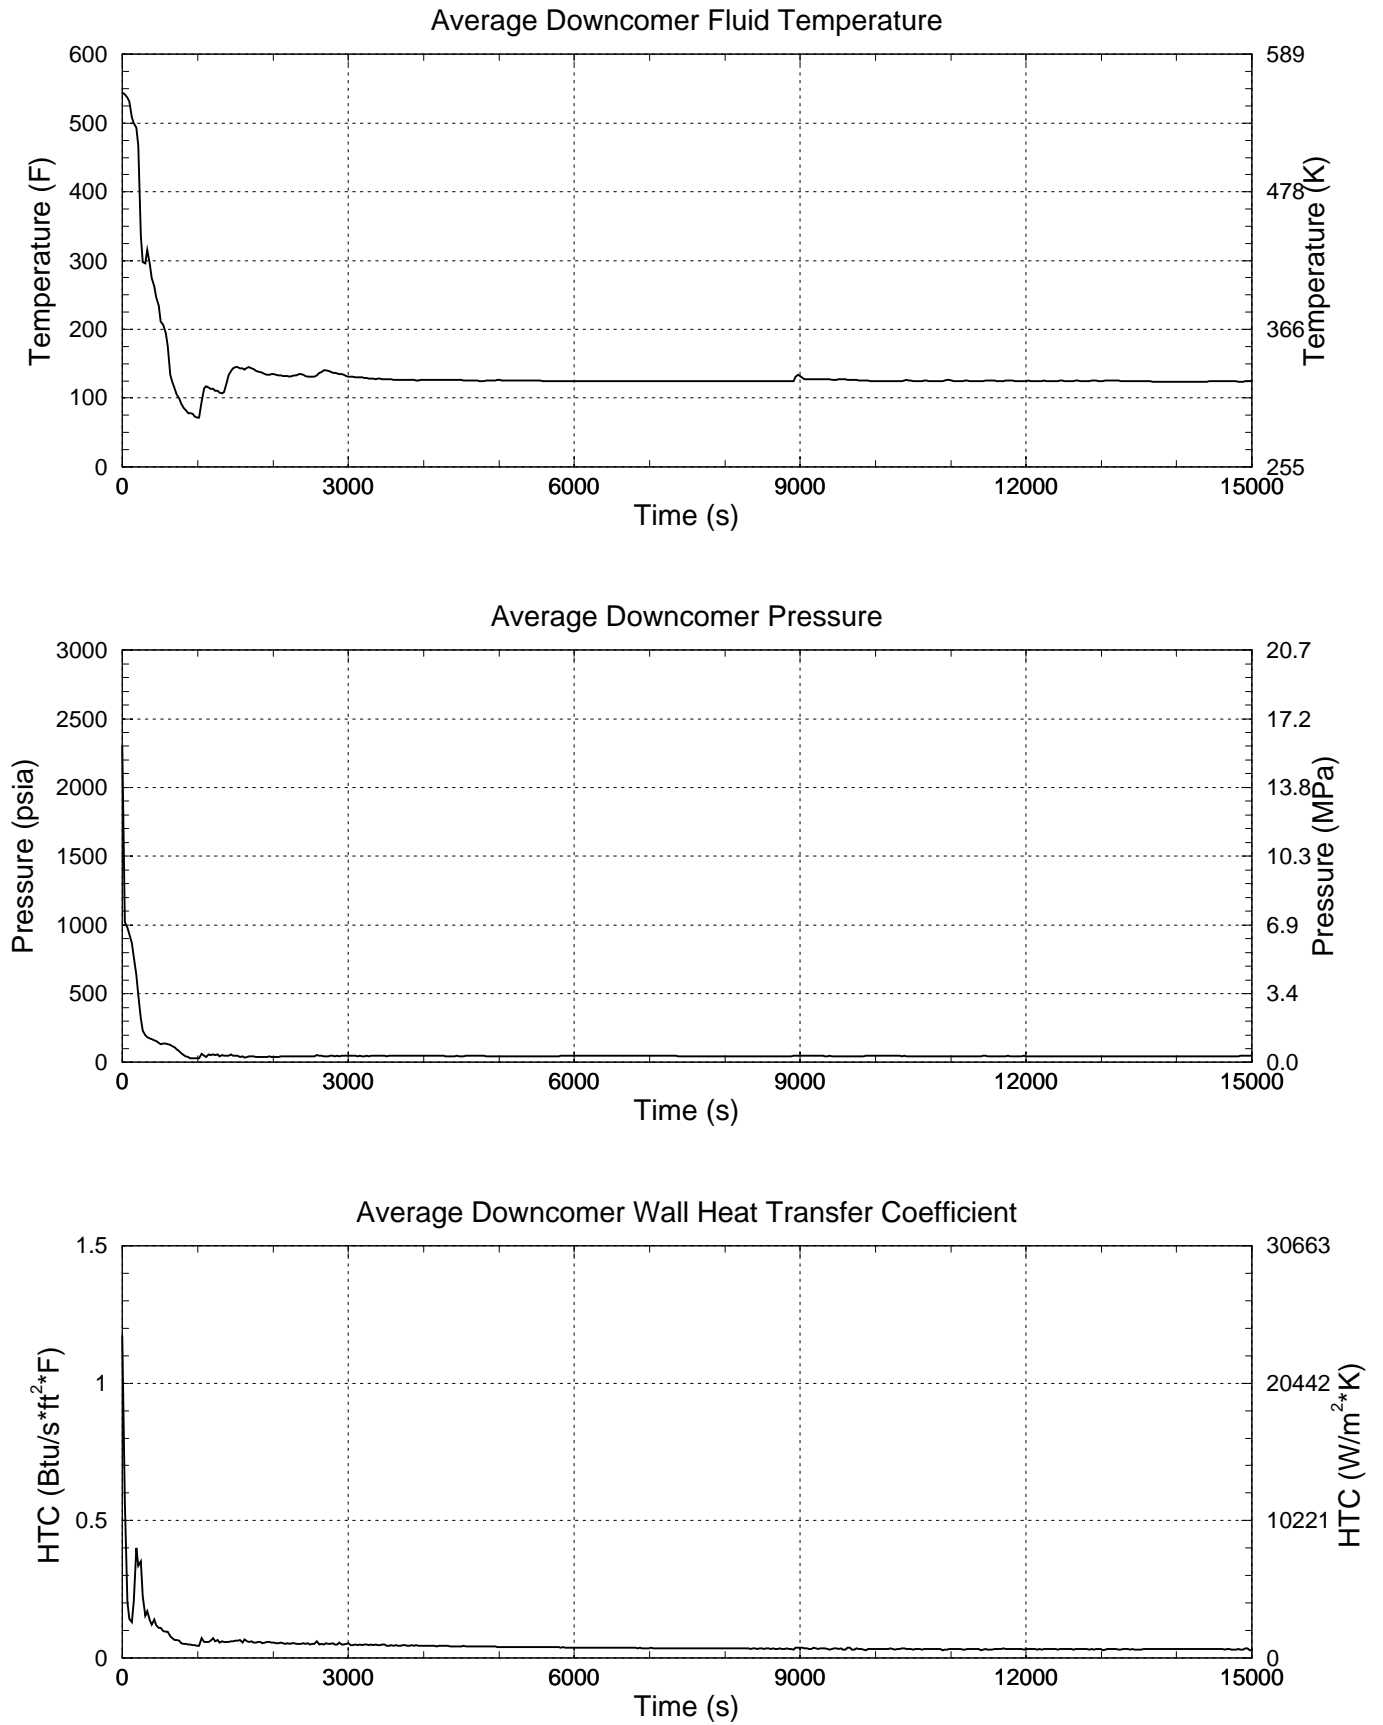 Average Downcomer Fluid Temperature
600 589
500
400 478
300
200 366
100
0 255
Temperature (F)
Temperature (K)
0 3000 6000 9000 12000 15000
Time (s)
Average Downcomer Pressure
3000 20.7
2500 17.2
2000 13.8
1500 10.3
1000 6.9
500 3.4
0 0.0
Pressure (psia)
Pressure (MPa)
0 3000 6000 9000 12000 15000
Time (s)
Average Downcomer Wall Heat Transfer Coefficient
1.5 30663
1 20442
0.5 10221
0 0
HTC (Btu/s*ft²*F)
HTC (W/m²*K)
0 3000 6000 9000 12000 15000
Time (s)